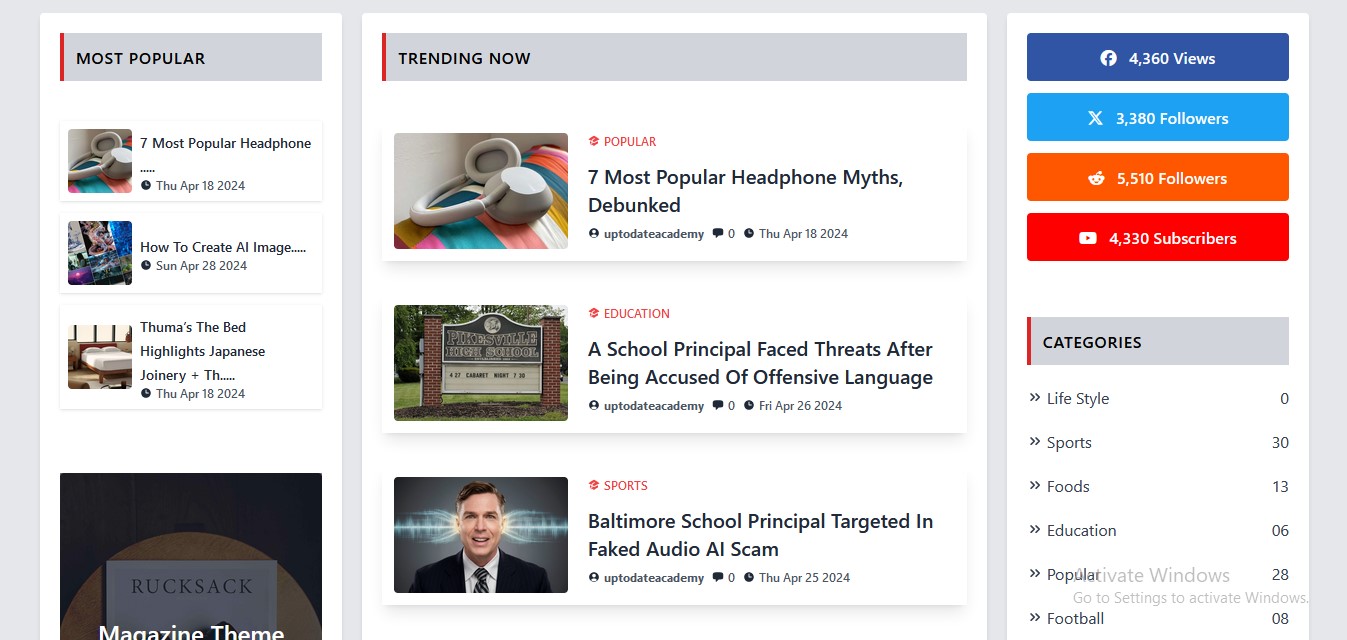 MOST POPULAR
7 Most Popular Headphone
.....
Thu Apr 18 2024
How To Create AI Image.....
Sun Apr 28 2024
Thuma's The Bed
Highlights Japanese
Joinery + Th.....
Thu Apr 18 2024
RUCKSACK
Magazine Theme
TRENDING NOW
POPULAR
7 Most Popular Headphone Myths,
Debunked
uptodateacademy 0 Thu Apr 18 2024
PIKESVILLE
HIGH SCHOOL
4 27 CABARET NIGHT 7 30
EDUCATION
A School Principal Faced Threats After
Being Accused Of Offensive Language
uptodateacademy 0 Fri Apr 26 2024
SPORTS
Baltimore School Principal Targeted In
Faked Audio AI Scam
uptodateacademy 0 Thu Apr 25 2024
4,360 Views
3,380 Followers
5,510 Followers
4,330 Subscribers
CATEGORIES
Life Style 0
Sports 30
Foods 13
Education 06
Popular 28
Football 08
Activate Windows
Go to Settings to activate Windows.